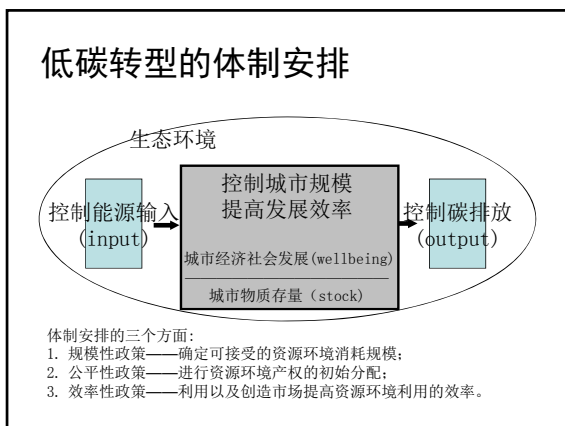 低碳转型的体制安排
生态环境
控制能源输入
(input)
控制城市规模
提高发展效率
城市经济社会发展(wellbeing)
城市物质存量（stock）
控制碳排放
(output)
体制安排的三个方面:
1. 规模性政策——确定可接受的资源环境消耗规模;
2. 公平性政策——进行资源环境产权的初始分配;
3. 效率性政策——利用以及创造市场提高资源环境利用的效率。